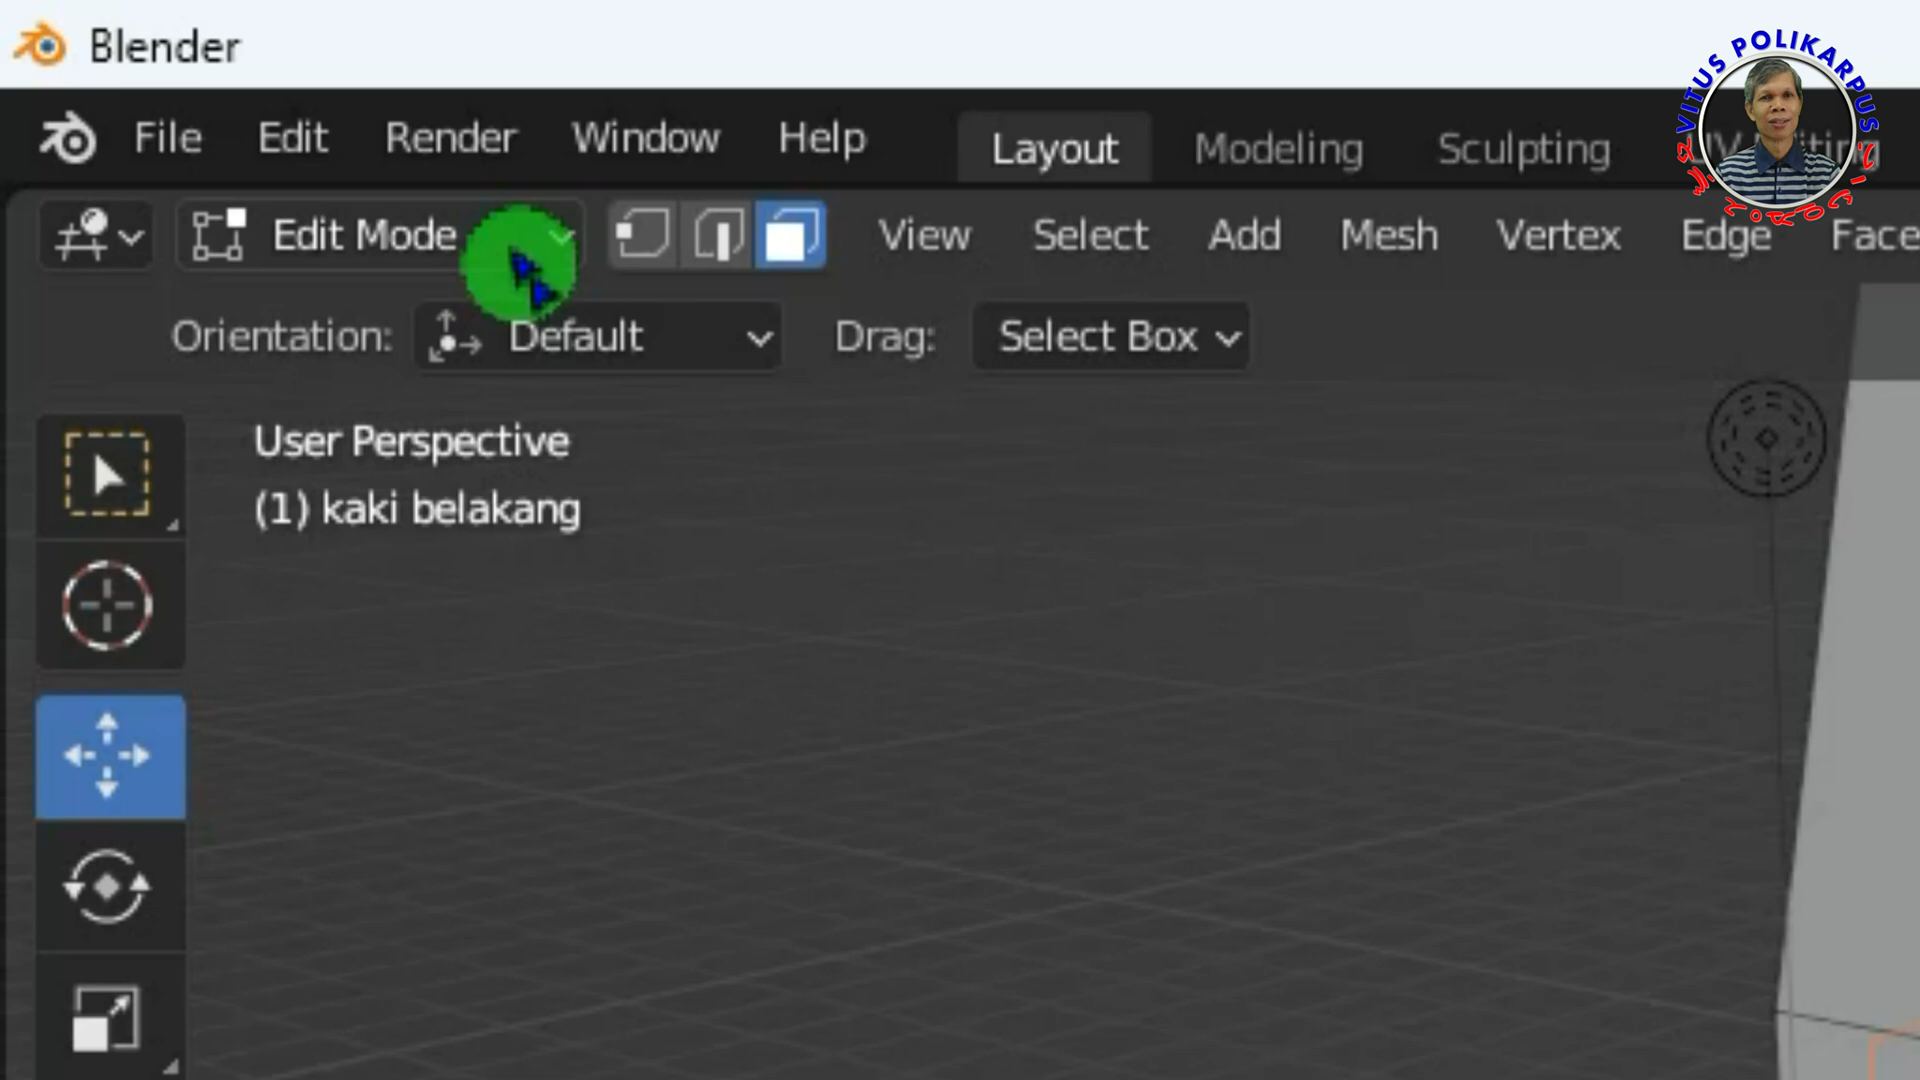 Blender
VITUS POLIKARPUS
File Edit Render Window Help Layout Modeling Sculpting
Edit Mode View Select Add Mesh Vertex Edge Face
Orientation: Default Drag: Select Box
User Perspective
(1) kaki belakang